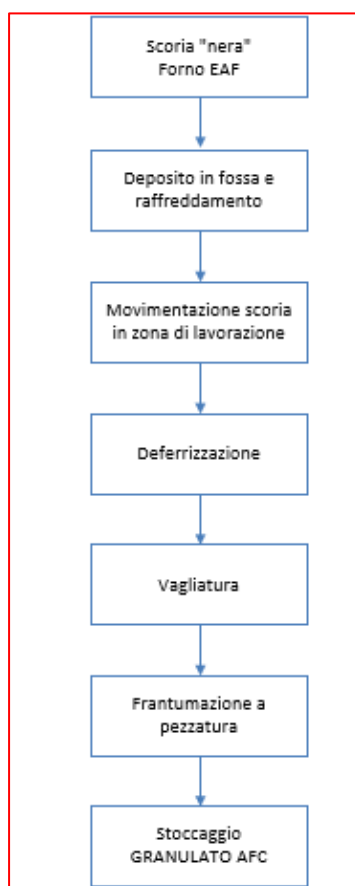 Scoria "nera"
Forno EAF
Deposito in fossa e
raffreddamento
Movimentazione scoria
in zona di lavorazione
Deferrizzazione
Vagliatura
Frantumazione a
pezzatura
Stoccaggio
GRANULATO AFC